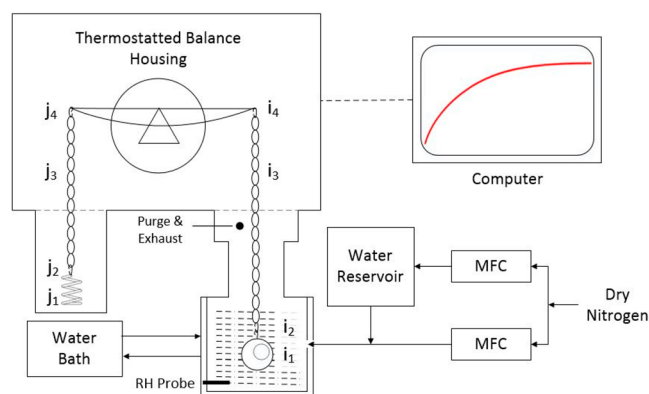 Thermostatted Balance
Housing
j4
i4
j3
i3
Computer
Purge &
Exhaust
Water
Reservoir
MFC
j2
j1
Dry
Nitrogen
Water
Bath
i2
MFC
i1
RH Probe